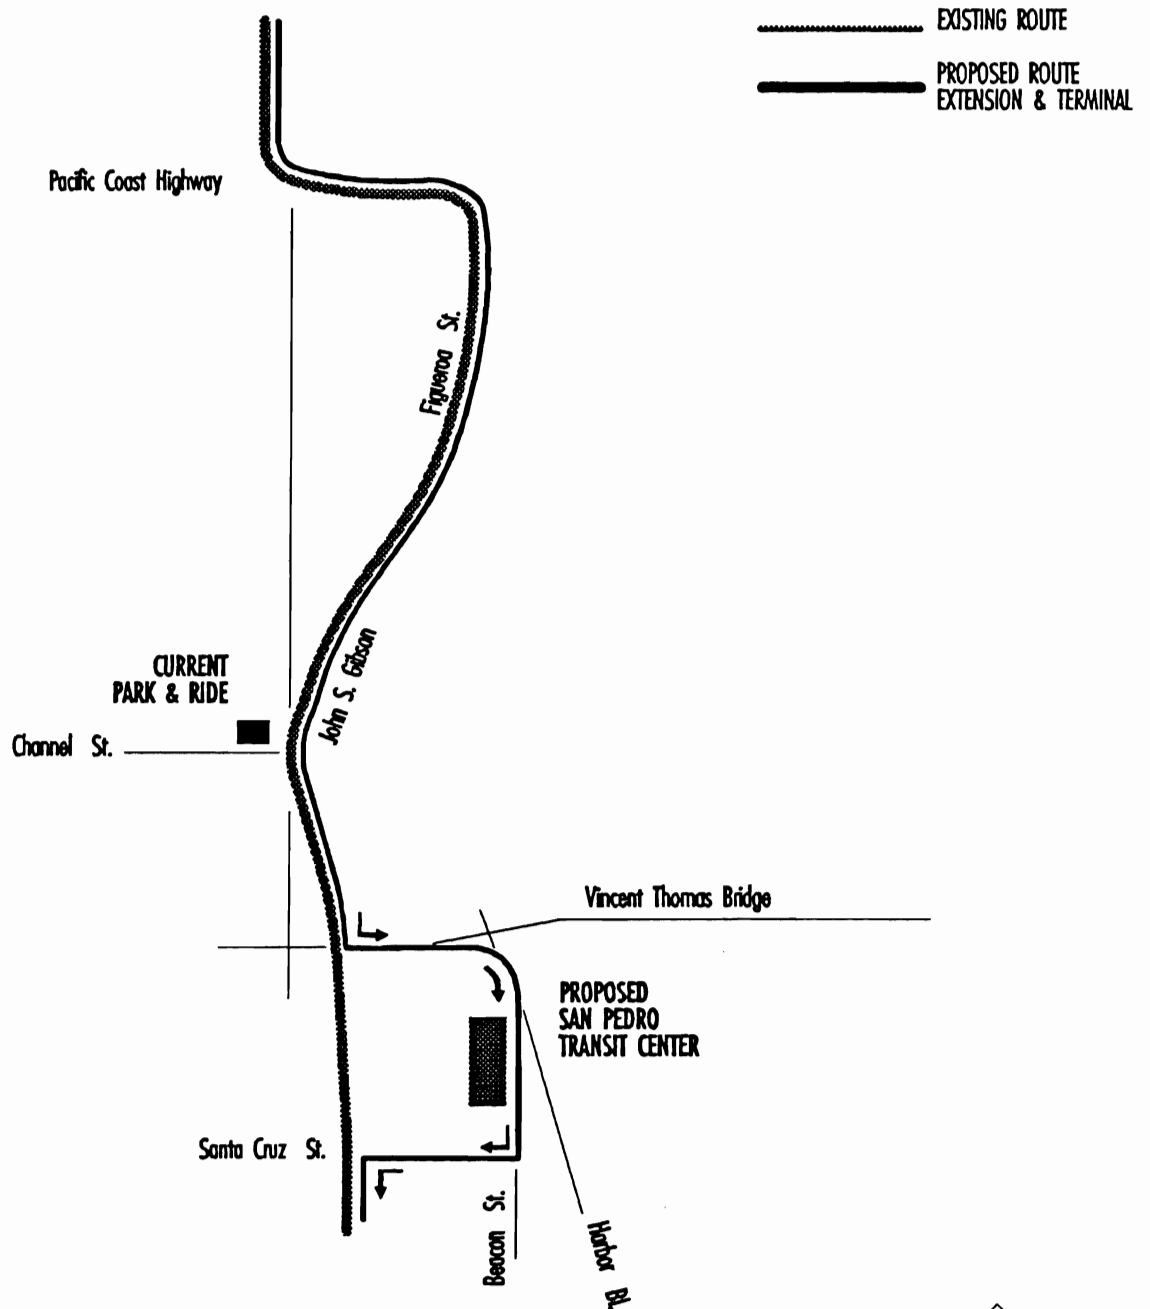 EXISTING ROUTE
PROPOSED ROUTE
EXTENSION & TERMINAL
Pacific Coast Highway
Figueroa St.
John S. Gibson
CURRENT
PARK & RIDE
Channel St.
Vincent Thomas Bridge
PROPOSED
SAN PEDRO
TRANSIT CENTER
Santa Cruz St.
Beacon St.
Harbor BL